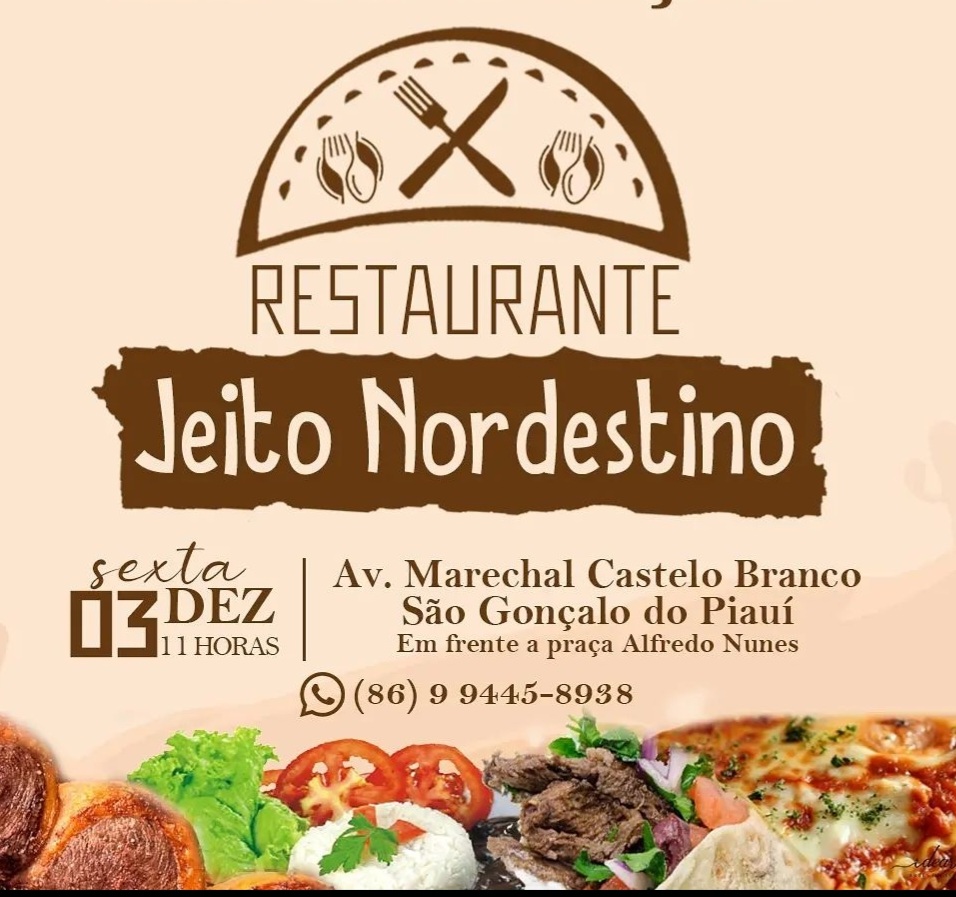 RESTAURANTE
Jeito Nordestino
sexta
03 DEZ
11 HORAS
Av. Marechal Castelo Branco
São Gonçalo do Piauí
Em frente a praça Alfredo Nunes
(86) 9 9445-8938